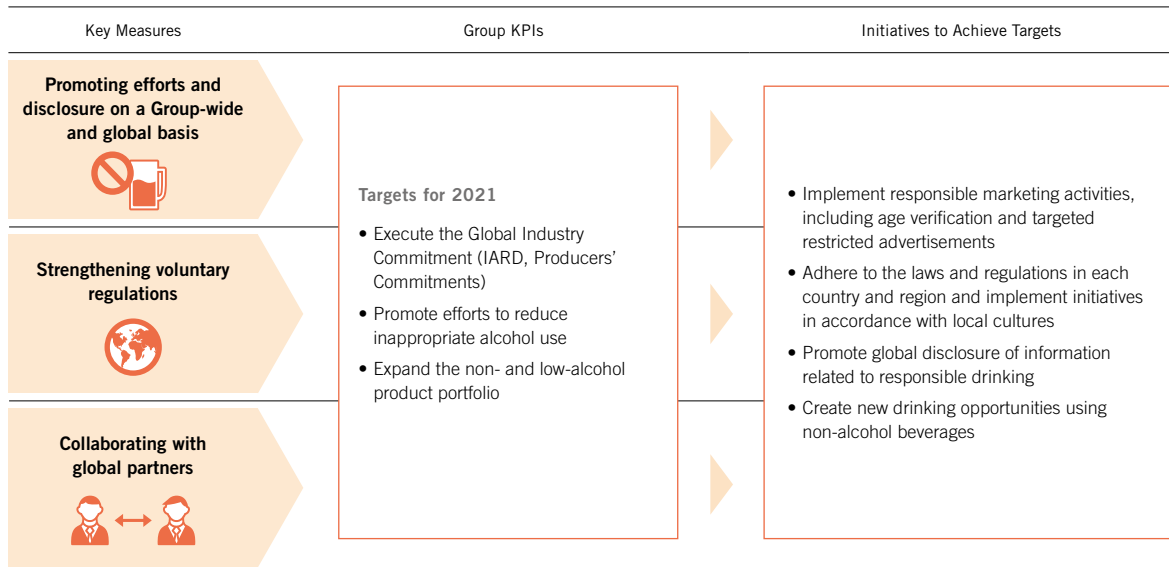 Key Measures
Group KPIs
Initiatives to Achieve Targets
Promoting efforts and
disclosure on a Group-wide
and global basis
Strengthening voluntary
regulations
Collaborating with
global partners
Targets for 2021
• Execute the Global Industry
Commitment (IARD, Producers’
Commitments)
• Promote efforts to reduce
inappropriate alcohol use
• Expand the non- and low-alcohol
product portfolio
• Implement responsible marketing activities,
including age verification and targeted
restricted advertisements
• Adhere to the laws and regulations in each
country and region and implement initiatives
in accordance with local cultures
• Promote global disclosure of information
related to responsible drinking
• Create new drinking opportunities using
non-alcohol beverages